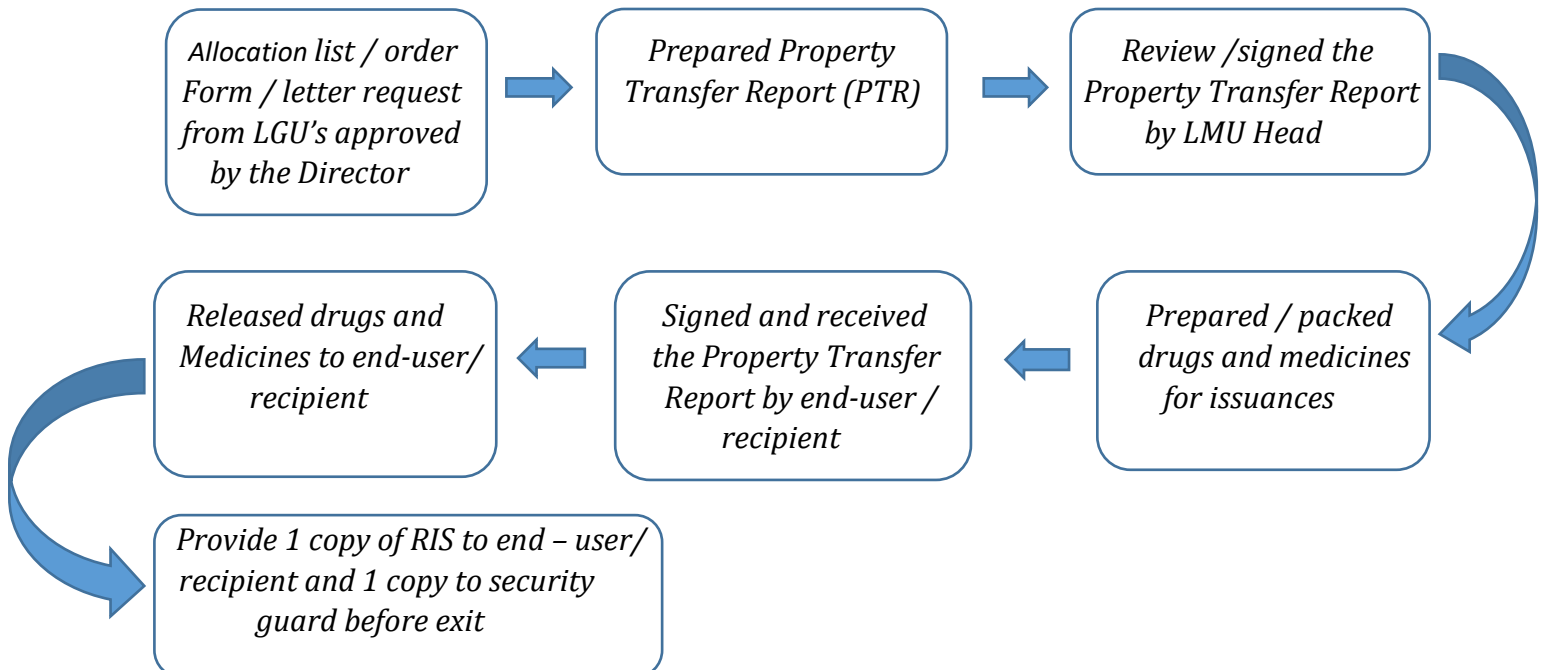 Allocation list / order
Form / letter request
from LGU's approved
by the Director
Prepared Property
Transfer Report (PTR)
Review /signed the
Property Transfer Report
by LMU Head
Prepared / packed
drugs and medicines
for issuances
Signed and received
the Property Transfer
Report by end-user /
recipient
Released drugs and
Medicines to end-user/
recipient
Provide 1 copy of RIS to end – user/
recipient and 1 copy to security
guard before exit